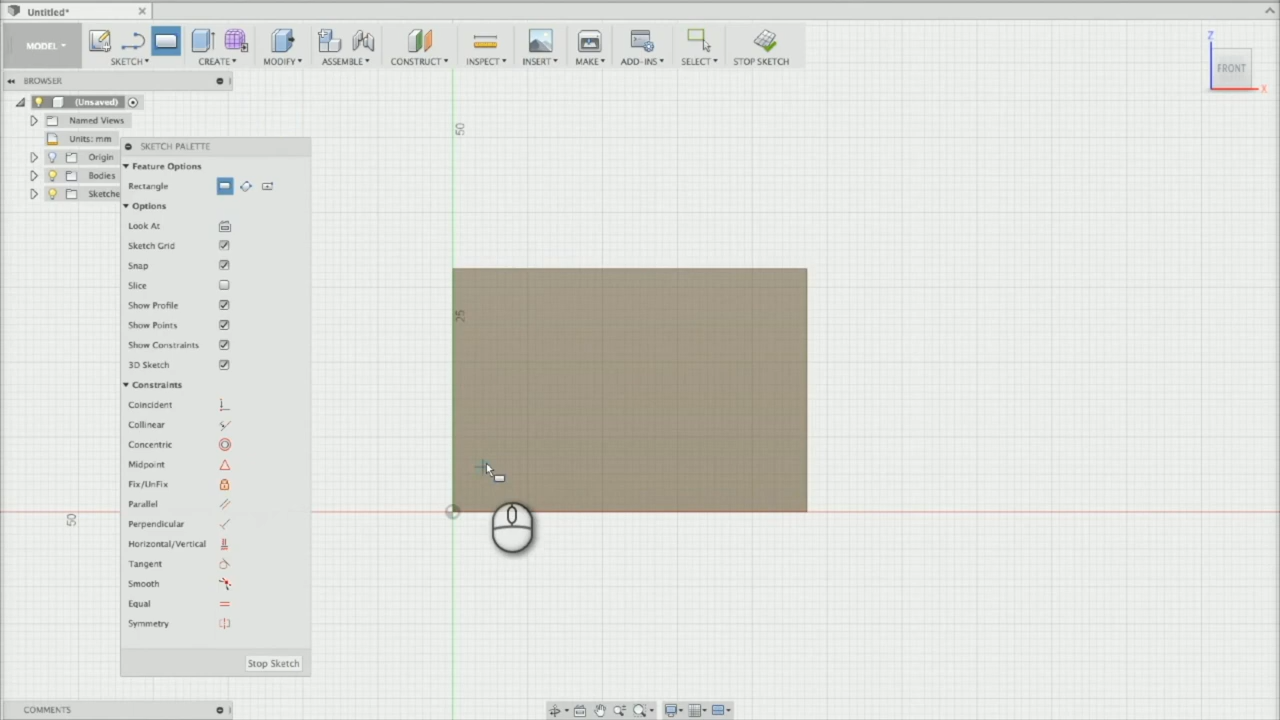 Untitled*
MODEL
SKETCH
CREATE
MODIFY
ASSEMBLE
CONSTRUCT
INSPECT
INSERT
MAKE
ADD-INS
SELECT
STOP SKETCH
BROWSER
(Unsaved)
Named Views
Units: mm
Origin
Bodies
Sketche
SKETCH PALETTE
Feature Options
Rectangle
Options
Look At
Sketch Grid
Snap
Slice
Show Profile
Show Points
Show Constraints
3D Sketch
Constraints
Coincident
Collinear
Concentric
Midpoint
Fix/UnFix
Parallel
Perpendicular
Horizontal/Vertical
Tangent
Smooth
Equal
Symmetry
Stop Sketch
50
25
50
Z
FRONT
X
COMMENTS